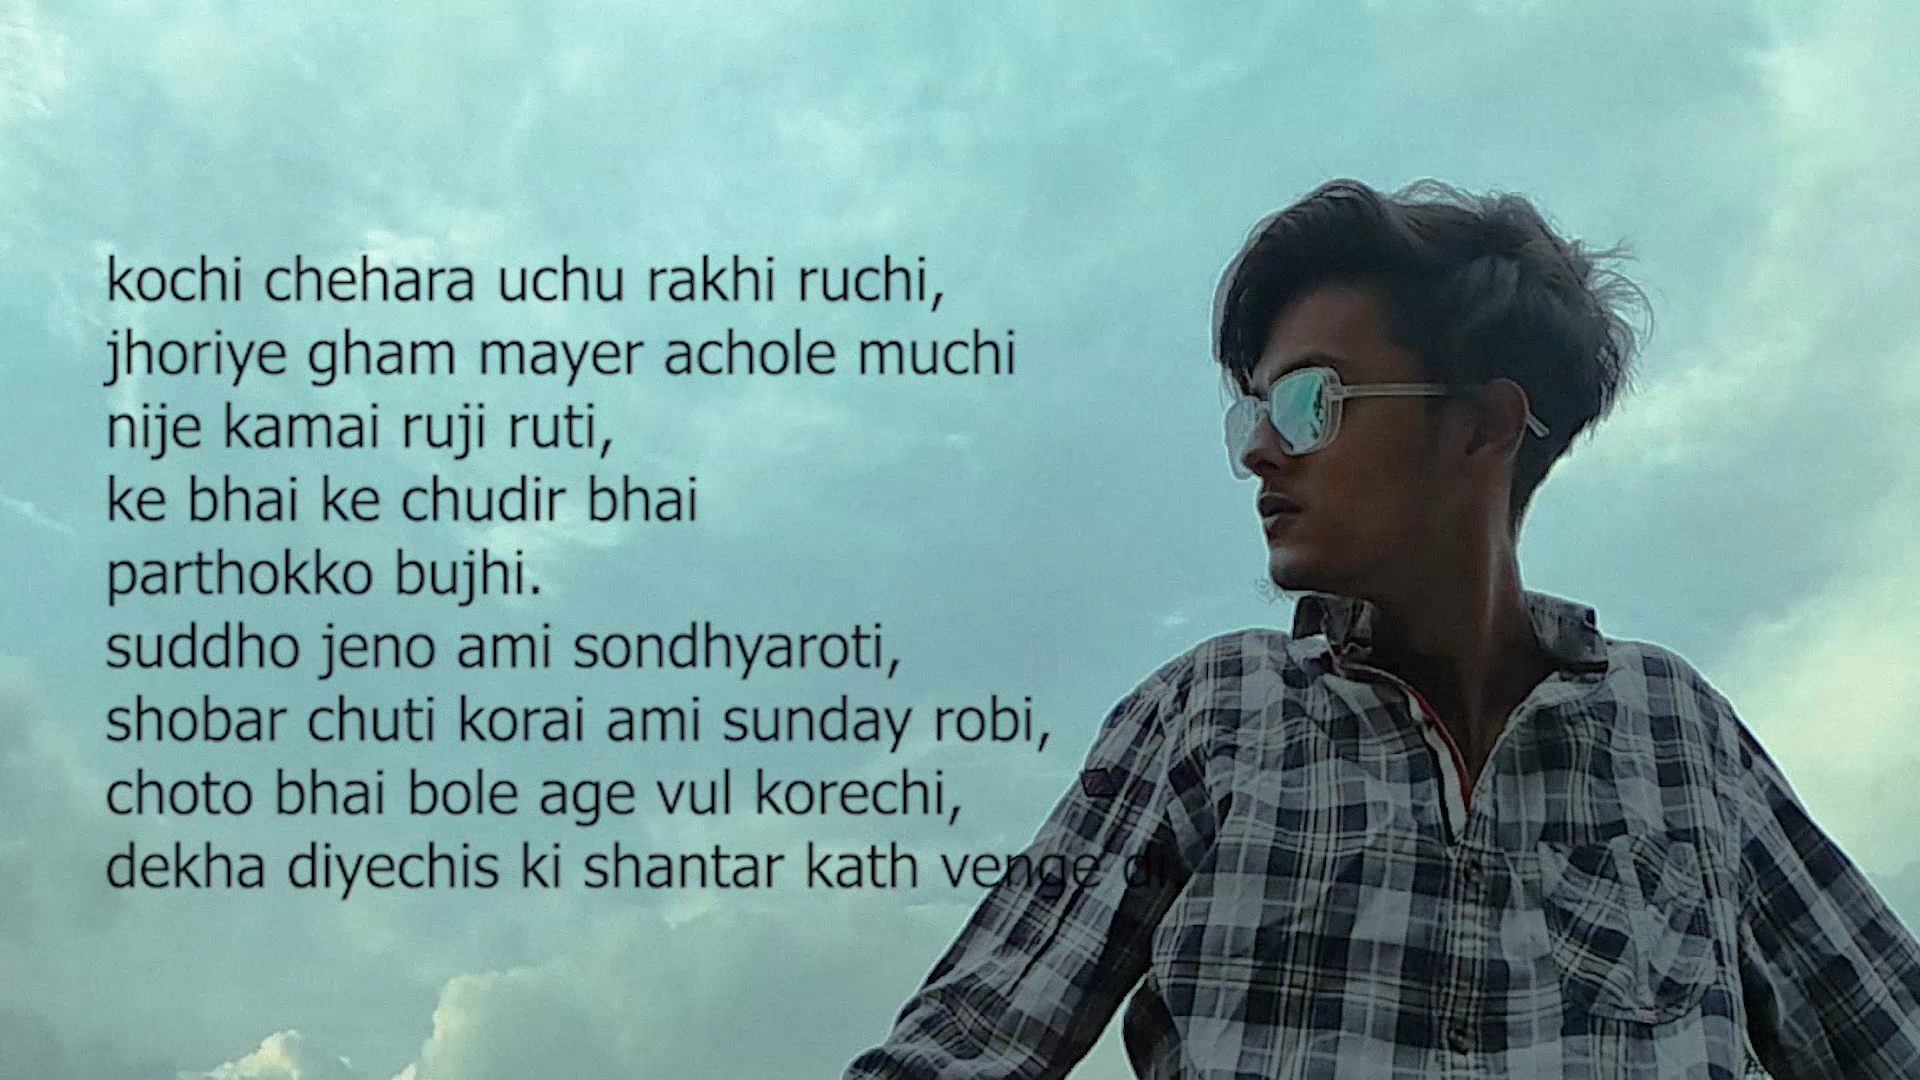 kochi chehara uchu rakhi ruchi,
jhoriye gham mayer achole muchi
nije kamai ruji ruti,
ke bhai ke chudir bhai
parthokko bujhi.
suddho jeno ami sondhyaroti,
shobar chuti korai ami sunday robi,
choto bhai bole age vul korechi,
dekha diyechis ki shantar kath venge di